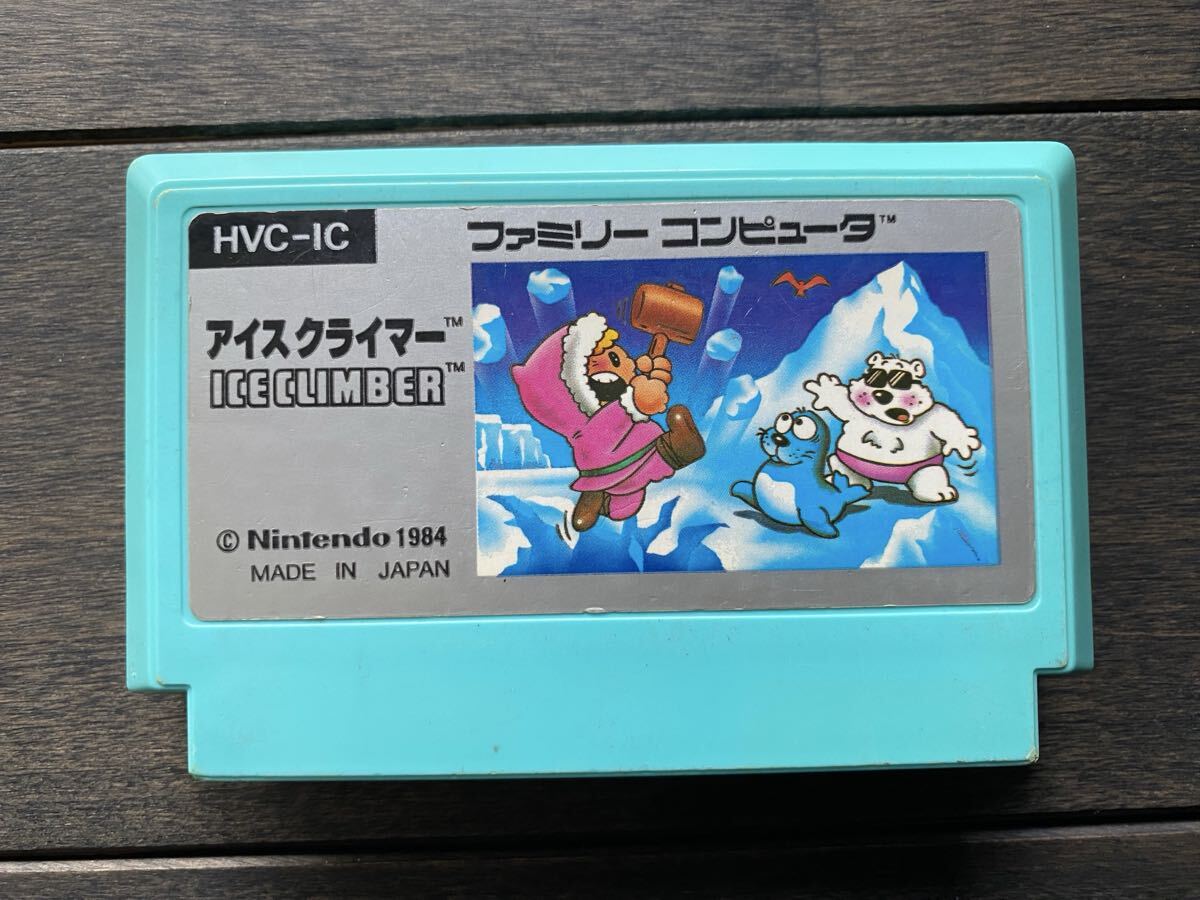 HVC-IC
ファミリー コンピュータ™
アイスクライマー™
ICE CLIMBER™
© Nintendo 1984
MADE IN JAPAN